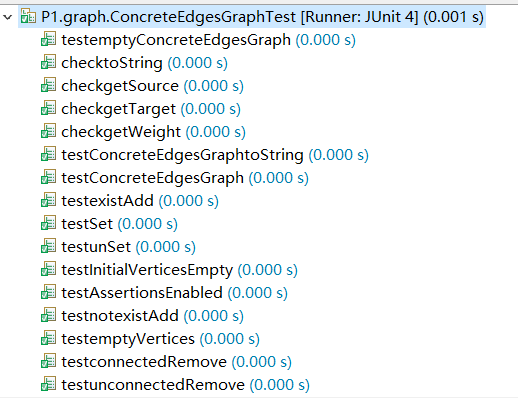 P1.graph.ConcreteEdgesGraphTest [Runner: JUnit 4] (0.001 s)
testemptyConcreteEdgesGraph (0.000 s)
checktoString (0.000 s)
checkgetSource (0.000 s)
checkgetTarget (0.000 s)
checkgetWeight (0.000 s)
testConcreteEdgesGraphtoString (0.000 s)
testConcreteEdgesGraph (0.000 s)
testexistAdd (0.000 s)
testSet (0.000 s)
testunSet (0.000 s)
testInitialVerticesEmpty (0.000 s)
testAssertionsEnabled (0.000 s)
testnotexistAdd (0.000 s)
testemptyVertices (0.000 s)
testconnectedRemove (0.000 s)
testunconnectedRemove (0.000 s)